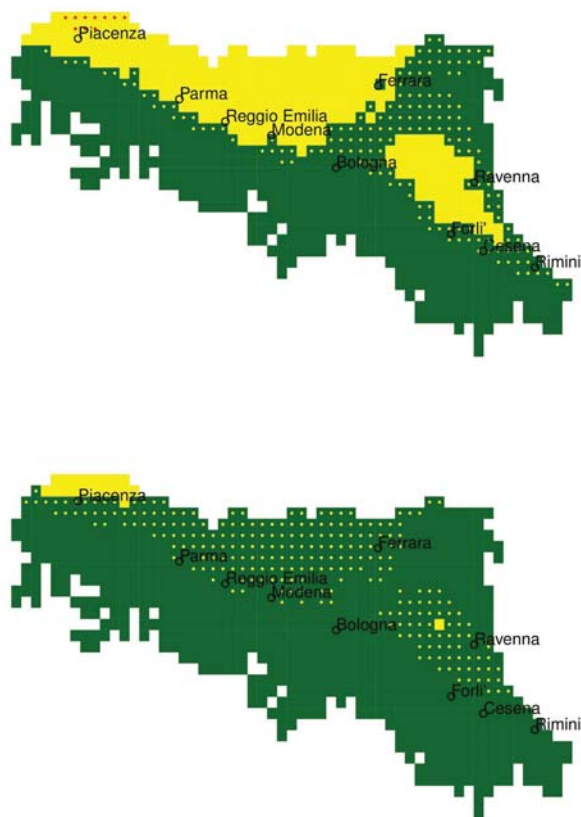 Piacenza
Parma
Ferrara
Reggio Emilia
Modena
Bologna
Ravenna
Forli'
Cesena
Rimini
Piacenza
Parma
Ferrara
Reggio Emilia
Modena
Bologna
Ravenna
Forli'
Cesena
Rimini